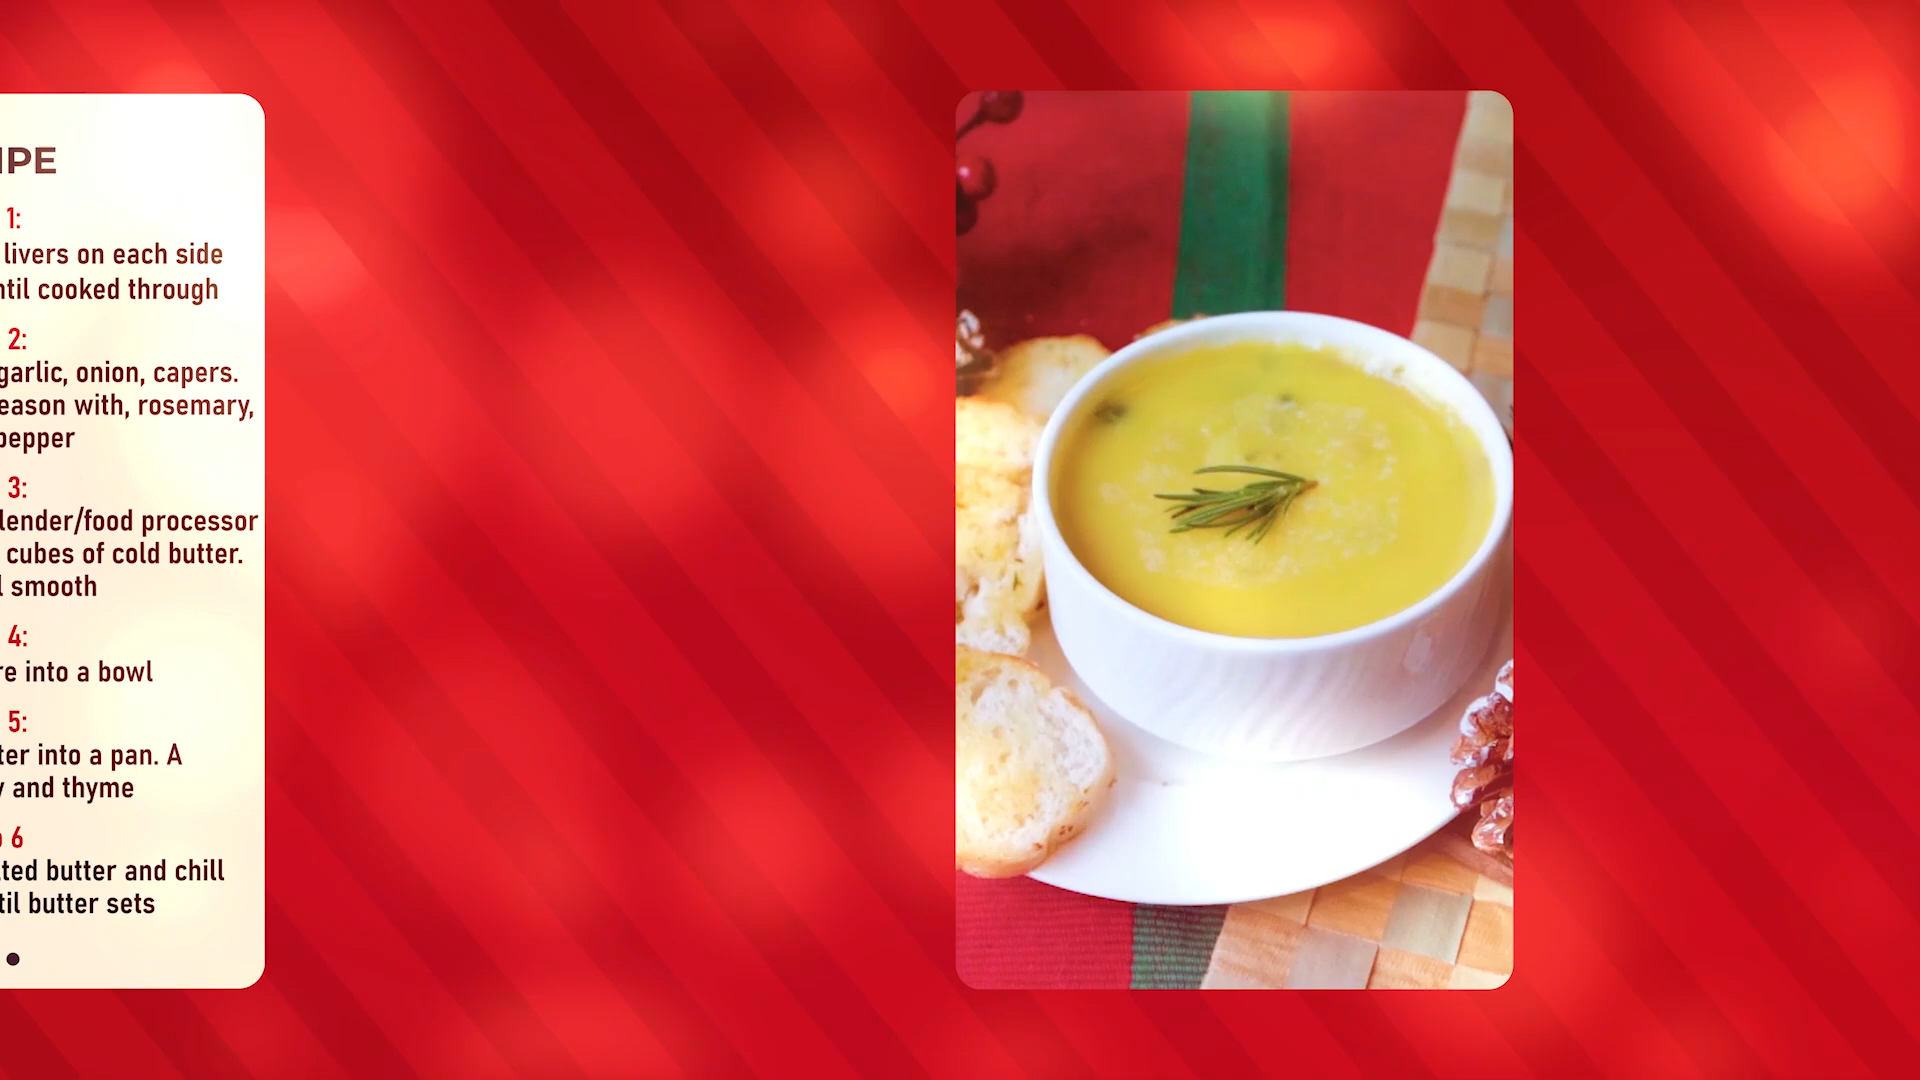 IPE
1:
livers on each side
ntil cooked through
2:
garlic, onion, capers.
eason with, rosemary,
pepper
3:
lender/food processor
cubes of cold butter.
l smooth
4:
re into a bowl
5:
ter into a pan. A
y and thyme
6
ted butter and chill
til butter sets